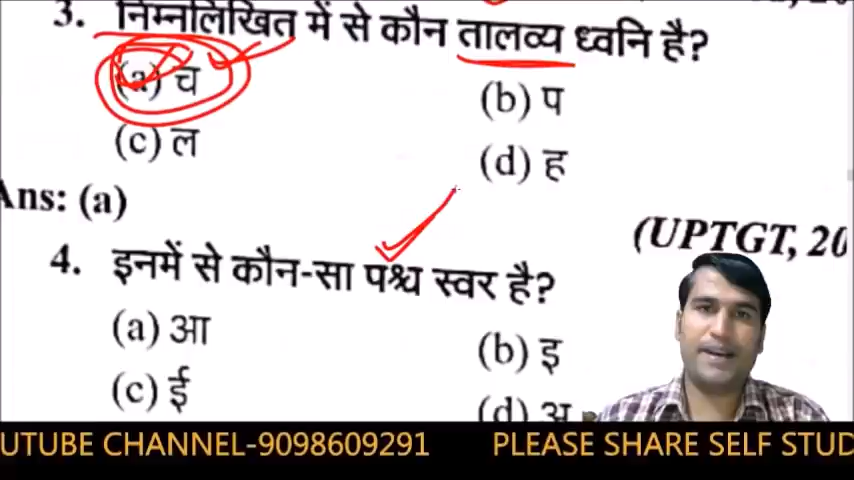 3. निम्नलिखित में से कौन तालव्य ध्वनि है?
(a) च (b) प
(c) ल (d) ह
Ans: (a)
(UPTGT, 20
4. इनमें से कौन-सा पश्च स्वर है?
(a) आ (b) इ
(c) ई (d) अ
UTUBE CHANNEL-9098609291 PLEASE SHARE SELF STUD